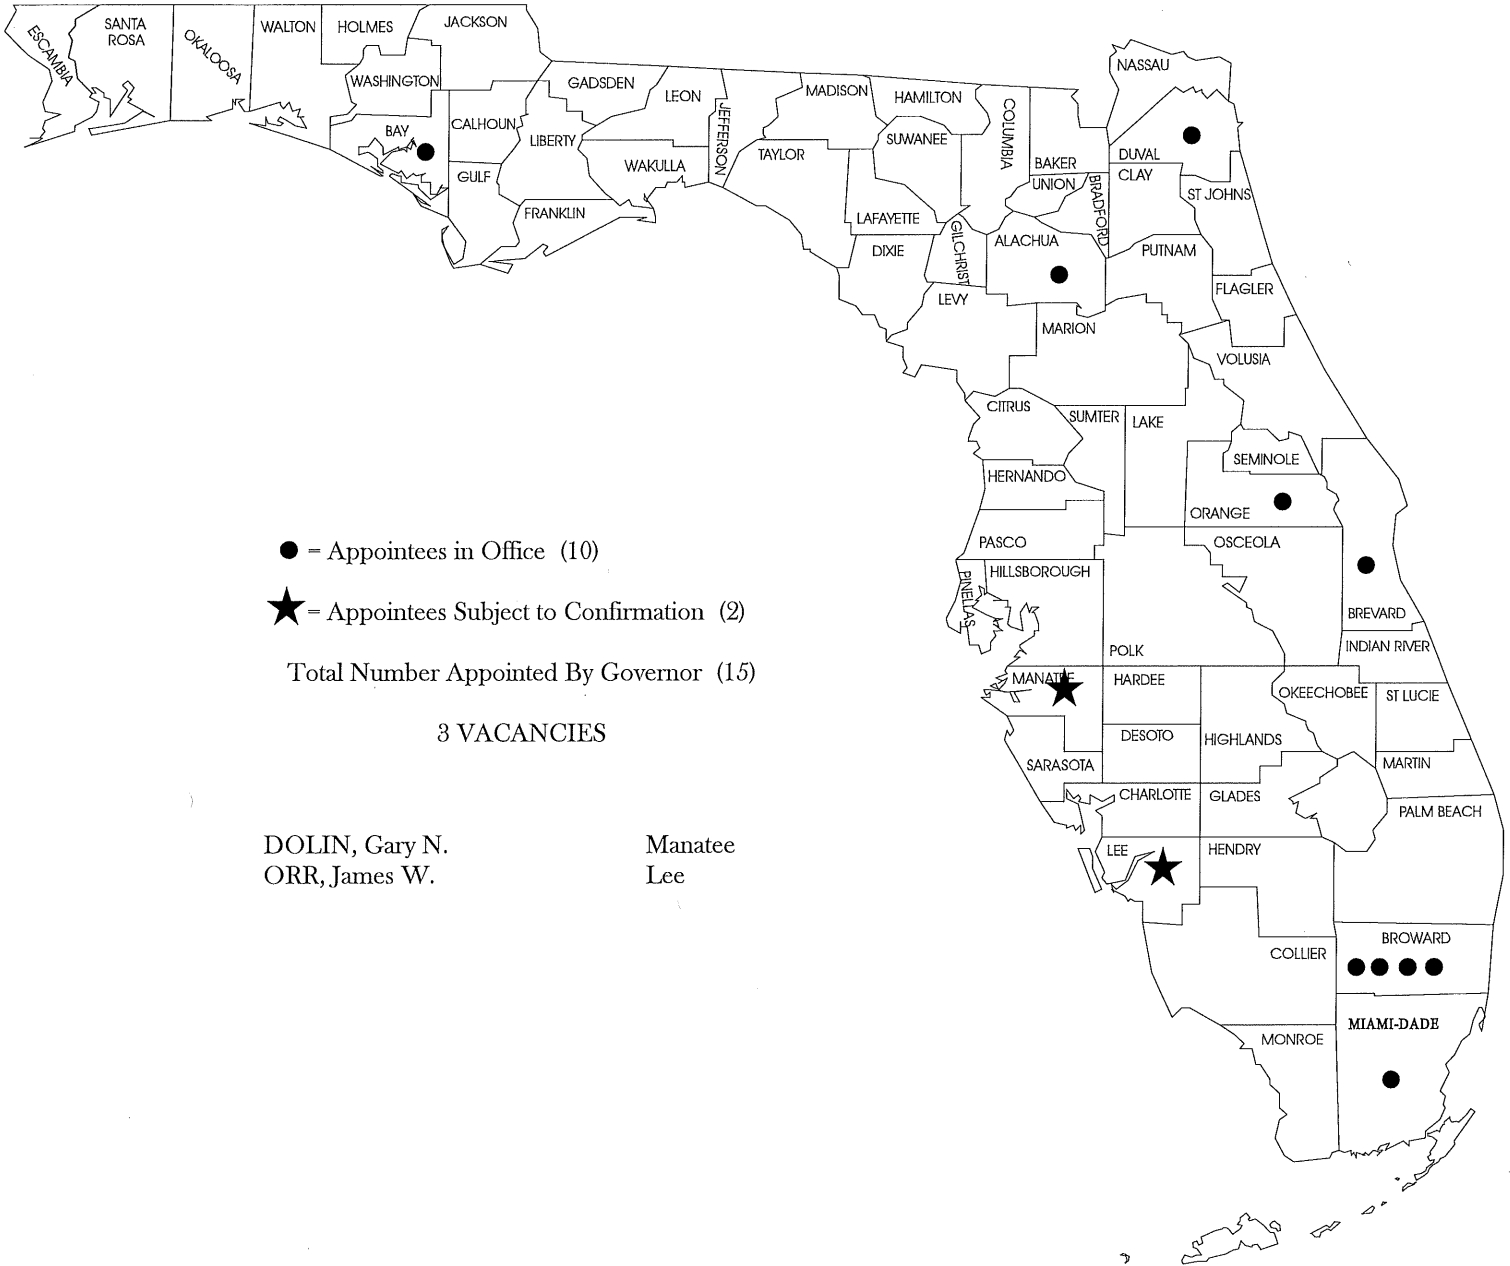 ESCAMBIA
SANTA
ROSA
OKALOOSA
WALTON
HOLMES
JACKSON
WASHINGTON
BAY
CALHOUN
GULF
GADSDEN
LIBERTY
LEON
WAKULLA
FRANKLIN
JEFFERSON
MADISON
TAYLOR
HAMILTON
SUWANEE
LAFAYETTE
DIXIE
COLUMBIA
GILCHRIST
LEVY
NASSAU
BAKER
UNION
BRADFORD
DUVAL
CLAY
ST JOHNS
ALACHUA
PUTNAM
FLAGLER
MARION
VOLUSIA
CITRUS
SUMTER
LAKE
SEMINOLE
HERNANDO
ORANGE
PASCO
OSCEOLA
PINELLAS
HILLSBOROUGH
BREVARD
POLK
INDIAN RIVER
MANATEE
HARDEE
OKEECHOBEE
ST LUCIE
DESOTO
HIGHLANDS
SARASOTA
MARTIN
CHARLOTTE
GLADES
PALM BEACH
LEE
HENDRY
COLLIER
BROWARD
MIAMI-DADE
MONROE
● = Appointees in Office (10)
★ = Appointees Subject to Confirmation (2)
Total Number Appointed By Governor (15)
3 VACANCIES
DOLIN, Gary N. Manatee
ORR, James W. Lee